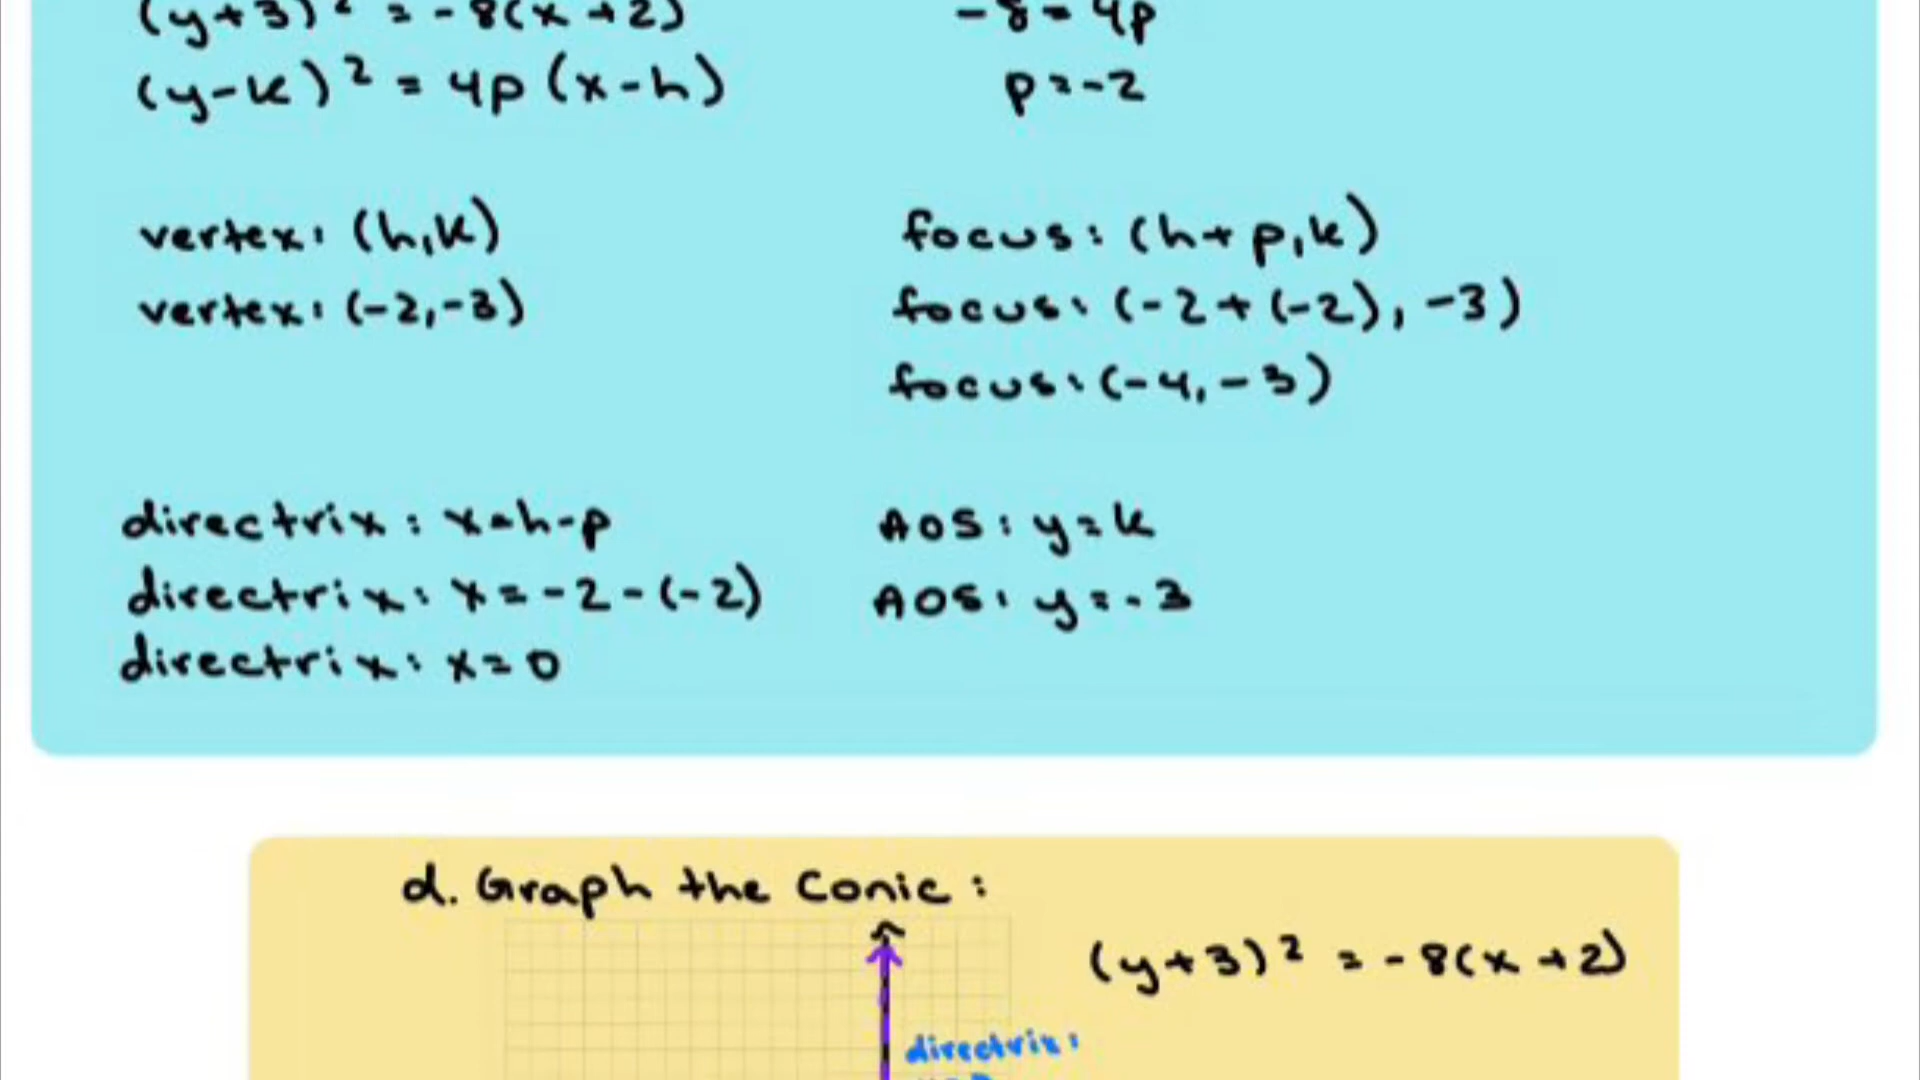 (y+3)² = -8(x+2)
-8 = 4p
(y-k)² = 4p(x-h)
p=-2
vertex: (h,k)
focus: (h+p,k)
vertex: (-2,-3)
focus: (-2+(-2), -3)
focus: (-4,-3)
directrix: x=h-p
AOS: y=k
directrix: x=-2-(-2)
AOS: y=-3
directrix: x=0
d. Graph the Conic:
(y+3)² = -8(x+2)
directrix: